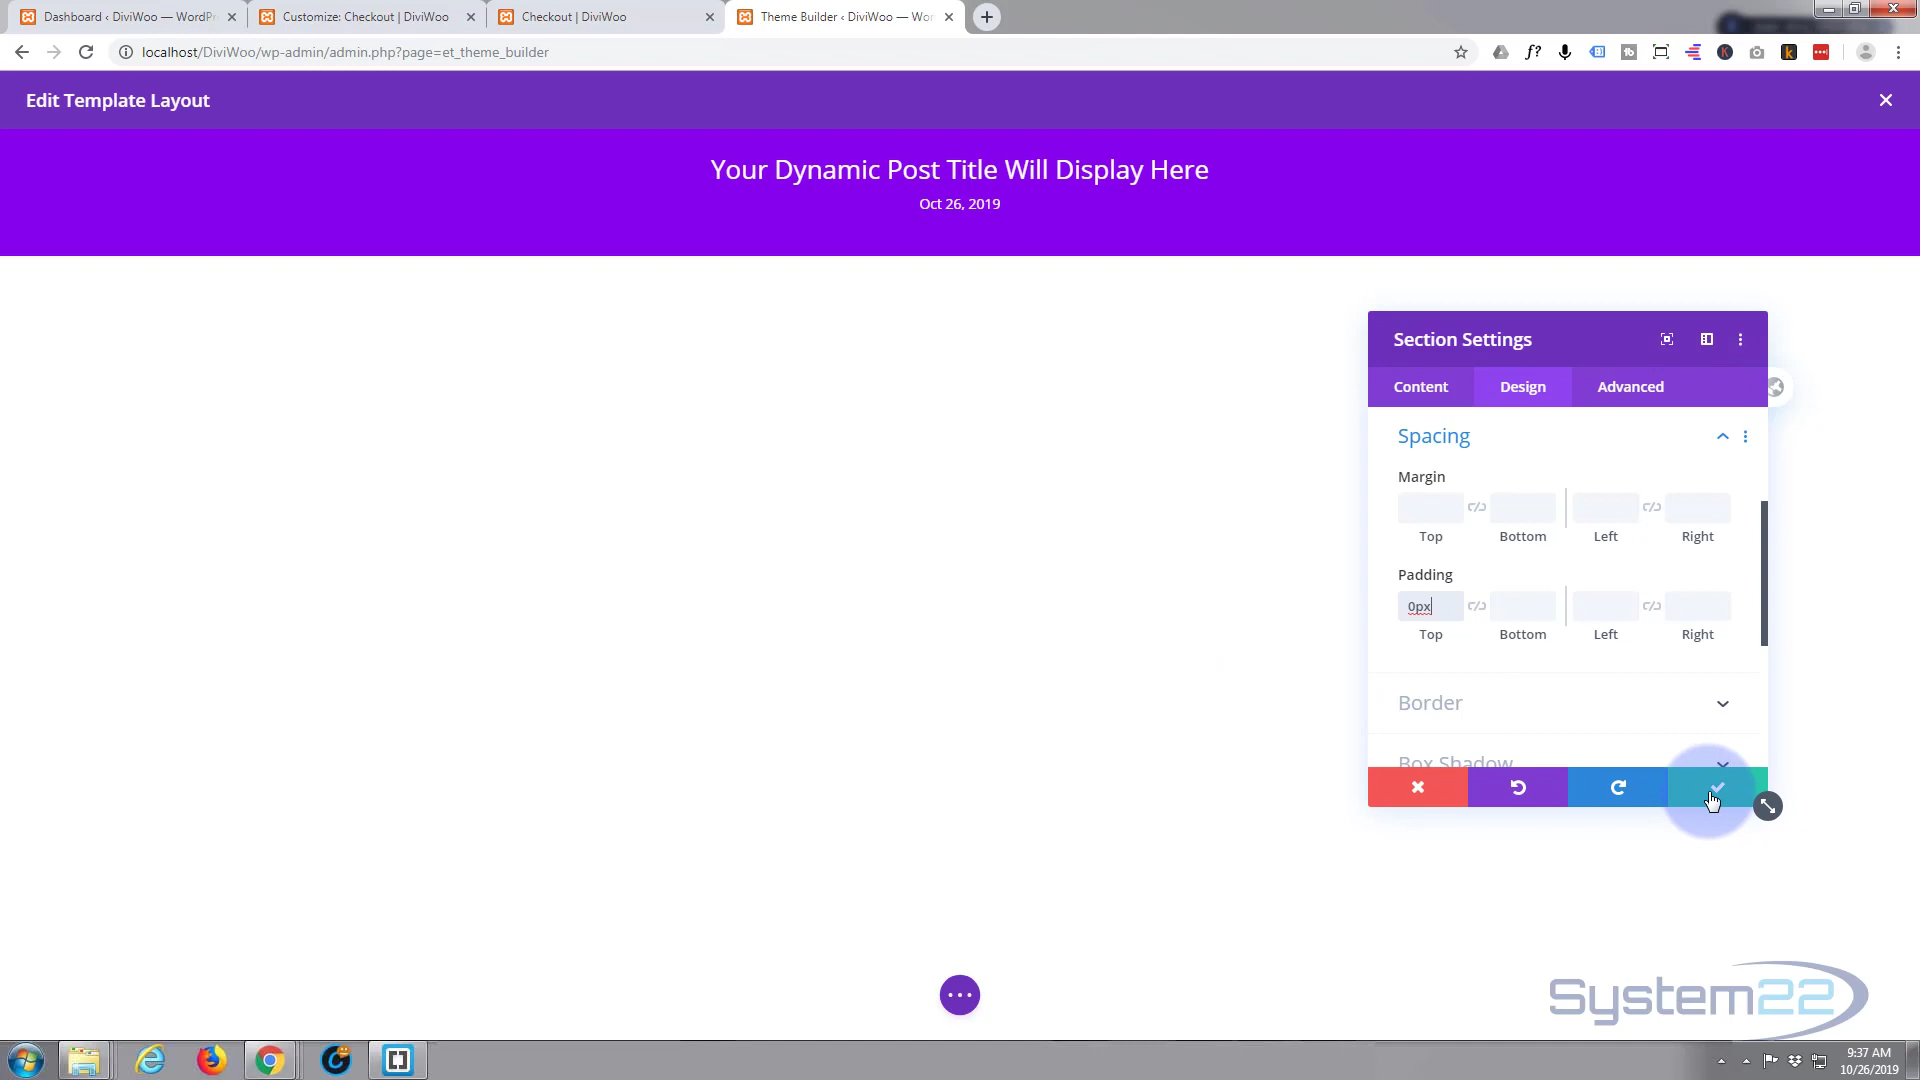 Dashboard ‹ DiviWoo — WordPr
Customize: Checkout | DiviWoo
Checkout | DiviWoo
Theme Builder ‹ DiviWoo — Wor
localhost/DiviWoo/wp-admin/admin.php?page=et_theme_builder
Edit Template Layout
Your Dynamic Post Title Will Display Here
Oct 26, 2019
Section Settings
Content Design Advanced
Spacing
Margin
Top Bottom Left Right
Padding
0px
Top Bottom Left Right
Border
Box Shadow
System22
9:37 AM
10/26/2019